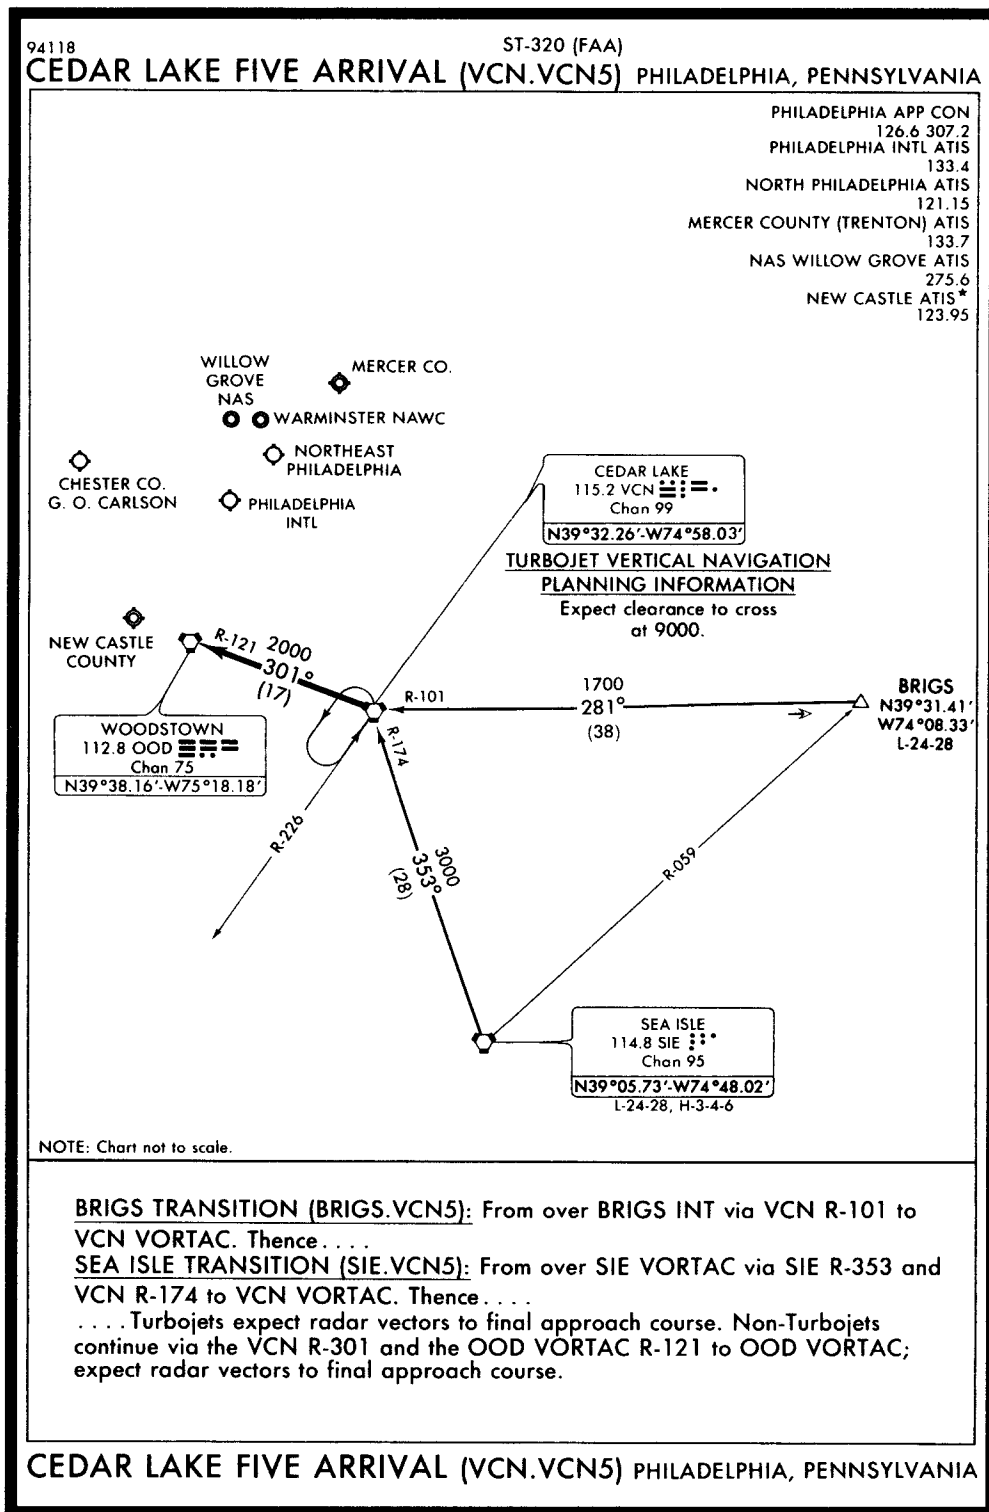 94118
ST-320 (FAA)
CEDAR LAKE FIVE ARRIVAL (VCN.VCN5) PHILADELPHIA, PENNSYLVANIA
PHILADELPHIA APP CON
126.6 307.2
PHILADELPHIA INTL ATIS
133.4
NORTH PHILADELPHIA ATIS
121.15
MERCER COUNTY (TRENTON) ATIS
133.7
NAS WILLOW GROVE ATIS
275.6
NEW CASTLE ATIS*
123.95
WILLOW
GROVE
NAS
MERCER CO.
WARMINSTER NAWC
NORTHEAST
PHILADELPHIA
CHESTER CO.
G. O. CARLSON
PHILADELPHIA
INTL
CEDAR LAKE
115.2 VCN
Chan 99
N39°32.26'-W74°58.03'
TURBOJET VERTICAL NAVIGATION
PLANNING INFORMATION
Expect clearance to cross
at 9000.
NEW CASTLE
COUNTY
R-121
2000
301°
(17)
R-101
1700
281°
(38)
BRIGS
N39°31.41'
W74°08.33'
L-24-28
WOODSTOWN
112.8 OOD
Chan 75
N39°38.16'-W75°18.18'
R-174
R-226
3000
353°
(28)
R-059
SEA ISLE
114.8 SIE
Chan 95
N39°05.73'-W74°48.02'
L-24-28, H-3-4-6
NOTE: Chart not to scale.
BRIGS TRANSITION (BRIGS.VCN5): From over BRIGS INT via VCN R-101 to
VCN VORTAC. Thence . . . .
SEA ISLE TRANSITION (SIE.VCN5): From over SIE VORTAC via SIE R-353 and
VCN R-174 to VCN VORTAC. Thence . . . .
. . . . Turbojets expect radar vectors to final approach course. Non-Turbojets
continue via the VCN R-301 and the OOD VORTAC R-121 to OOD VORTAC;
expect radar vectors to final approach course.
CEDAR LAKE FIVE ARRIVAL (VCN.VCN5) PHILADELPHIA, PENNSYLVANIA